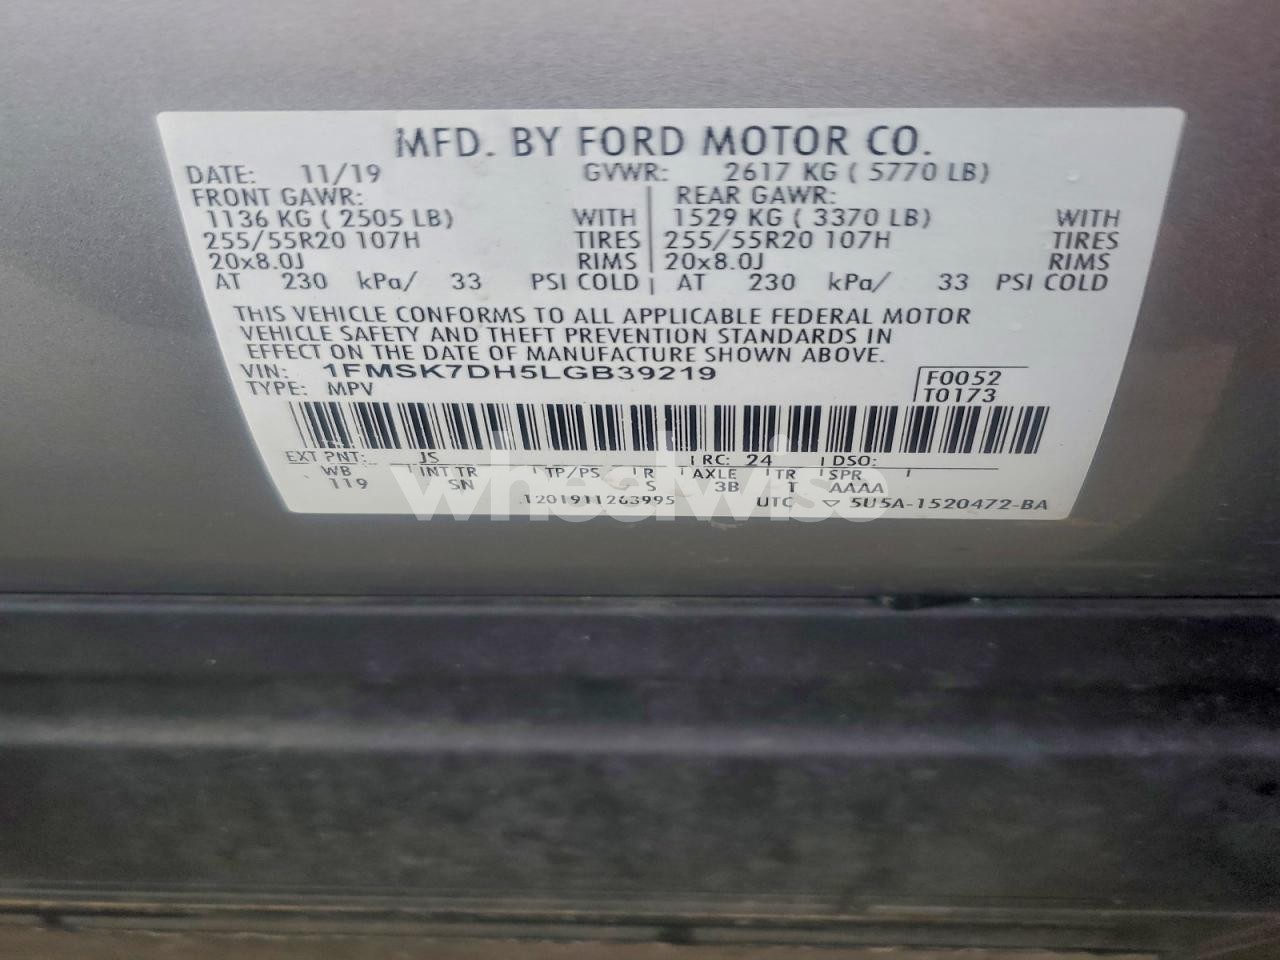 MFD. BY FORD MOTOR CO.
DATE: 11/19 GVWR: 2617 KG ( 5770 LB)
FRONT GAWR: REAR GAWR:
1136 KG ( 2505 LB) WITH 1529 KG ( 3370 LB) WITH
255/55R20 107H TIRES 255/55R20 107H TIRES
20x8.0J RIMS 20x8.0J RIMS
AT 230 kPa/ 33 PSI COLD AT 230 kPa/ 33 PSI COLD
THIS VEHICLE CONFORMS TO ALL APPLICABLE FEDERAL MOTOR
VEHICLE SAFETY AND THEFT PREVENTION STANDARDS IN
EFFECT ON THE DATE OF MANUFACTURE SHOWN ABOVE.
VIN: 1FMSK7DH5LGB39219
TYPE: MPV
F0052
T0173
EXT PNT: JS RC: 24 DSO:
WB INT TR TP/PS R AXLE TR SPR
119 SN S 3B T AAAA
1201911263995 UTC ▽ 5U5A-1520472-BA
wheelwise